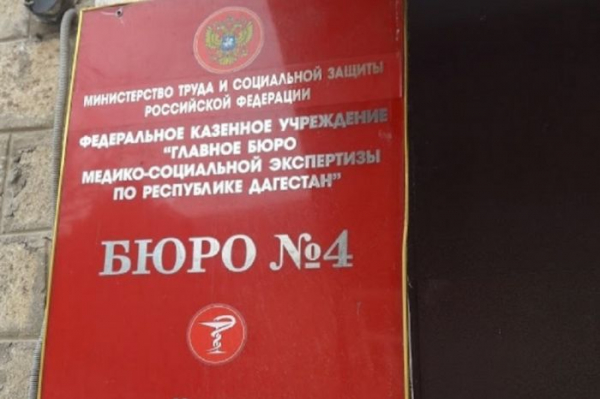 МИНИСТЕРСТВО ТРУДА И СОЦИАЛЬНОЙ ЗАЩИТЫ
РОССИЙСКОЙ ФЕДЕРАЦИИ
ФЕДЕРАЛЬНОЕ КАЗЕННОЕ УЧРЕЖДЕНИЕ
"ГЛАВНОЕ БЮРО
МЕДИКО-СОЦИАЛЬНОЙ ЭКСПЕРТИЗЫ
ПО РЕСПУБЛИКЕ ДАГЕСТАН"
БЮРО №4